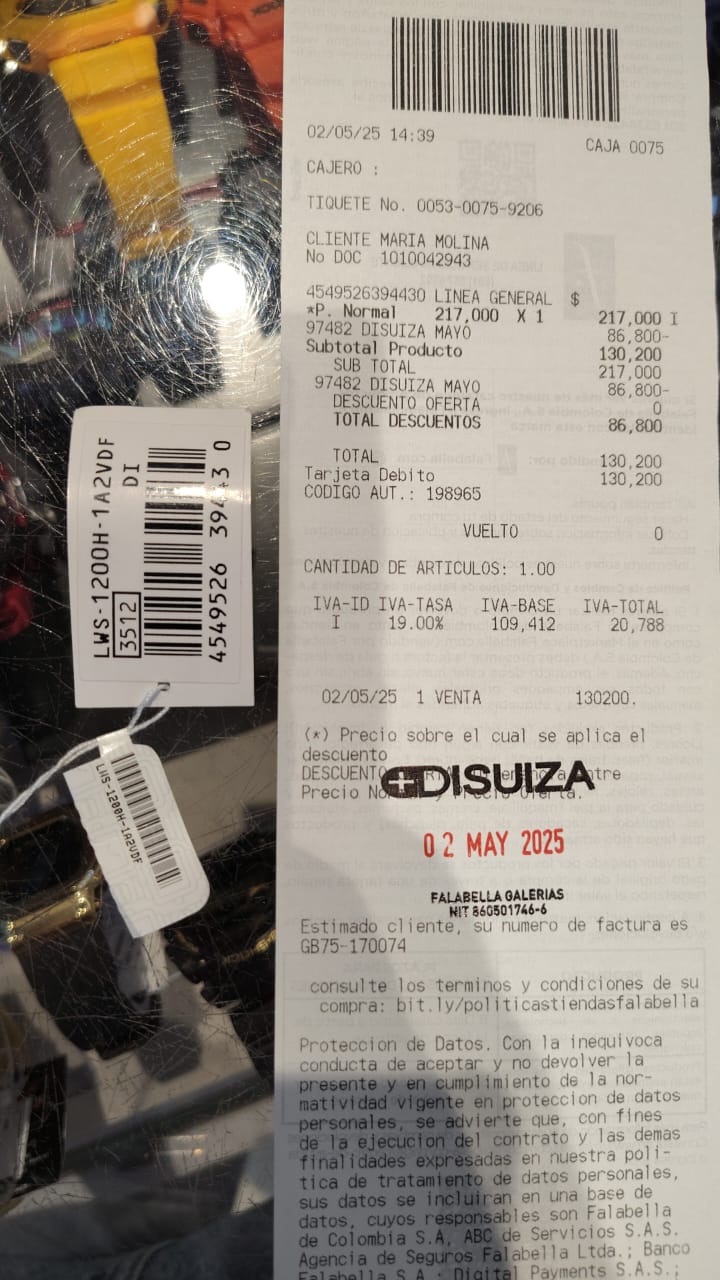 02/05/25 14:39 CAJA 0075
CAJERO :
TIQUETE No. 0053-0075-9206
CLIENTE MARIA MOLINA
No DOC 1010042943
4549526394430 LINEA GENERAL $
*P. Normal 217,000 X 1 217,000 I
97482 DISUIZA MAYO 86,800-
Subtotal Producto 130,200
SUB TOTAL 217,000
97482 DISUIZA MAYO 86,800-
DESCUENTO OFERTA 0
TOTAL DESCUENTOS 86,800
TOTAL 130,200
Tarjeta Debito 130,200
CODIGO AUT.: 198965
VUELTO 0
CANTIDAD DE ARTICULOS: 1.00
IVA-ID IVA-TASA IVA-BASE IVA-TOTAL
I 19.00% 109,412 20,788
02/05/25 1 VENTA 130200.
(*) Precio sobre el cual se aplica el
descuento
DESCUENTO entre
Precio Precio Oferta.
DISUIZA
02 MAY 2025
FALABELLA GALERIAS
NIT 860501746-6
Estimado cliente, su numero de factura es
GB75-170074
consulte los terminos y condiciones de su
compra: bit.ly/politicastiendasfalabella
Proteccion de Datos. Con la inequivoca
conducta de aceptar y no devolver la
presente y en cumplimiento de la nor-
matividad vigente en proteccion de datos
personales, se advierte que, con fines
de la ejecucion del contrato y las demas
finalidades expresadas en nuestra poli-
tica de tratamiento de datos personales,
sus datos se incluiran en una base de
datos, cuyos responsables son Falabella
de Colombia S.A, ABC de Servicios S.A.S.
Agencia de Seguros Falabella Ltda.; Banco
Falabella S.A.; Digital Payments S.A.S.;
LWS-1200H-1A2VDF
DI
3512
4549526 394430
LWS-1200H-1A2VDF